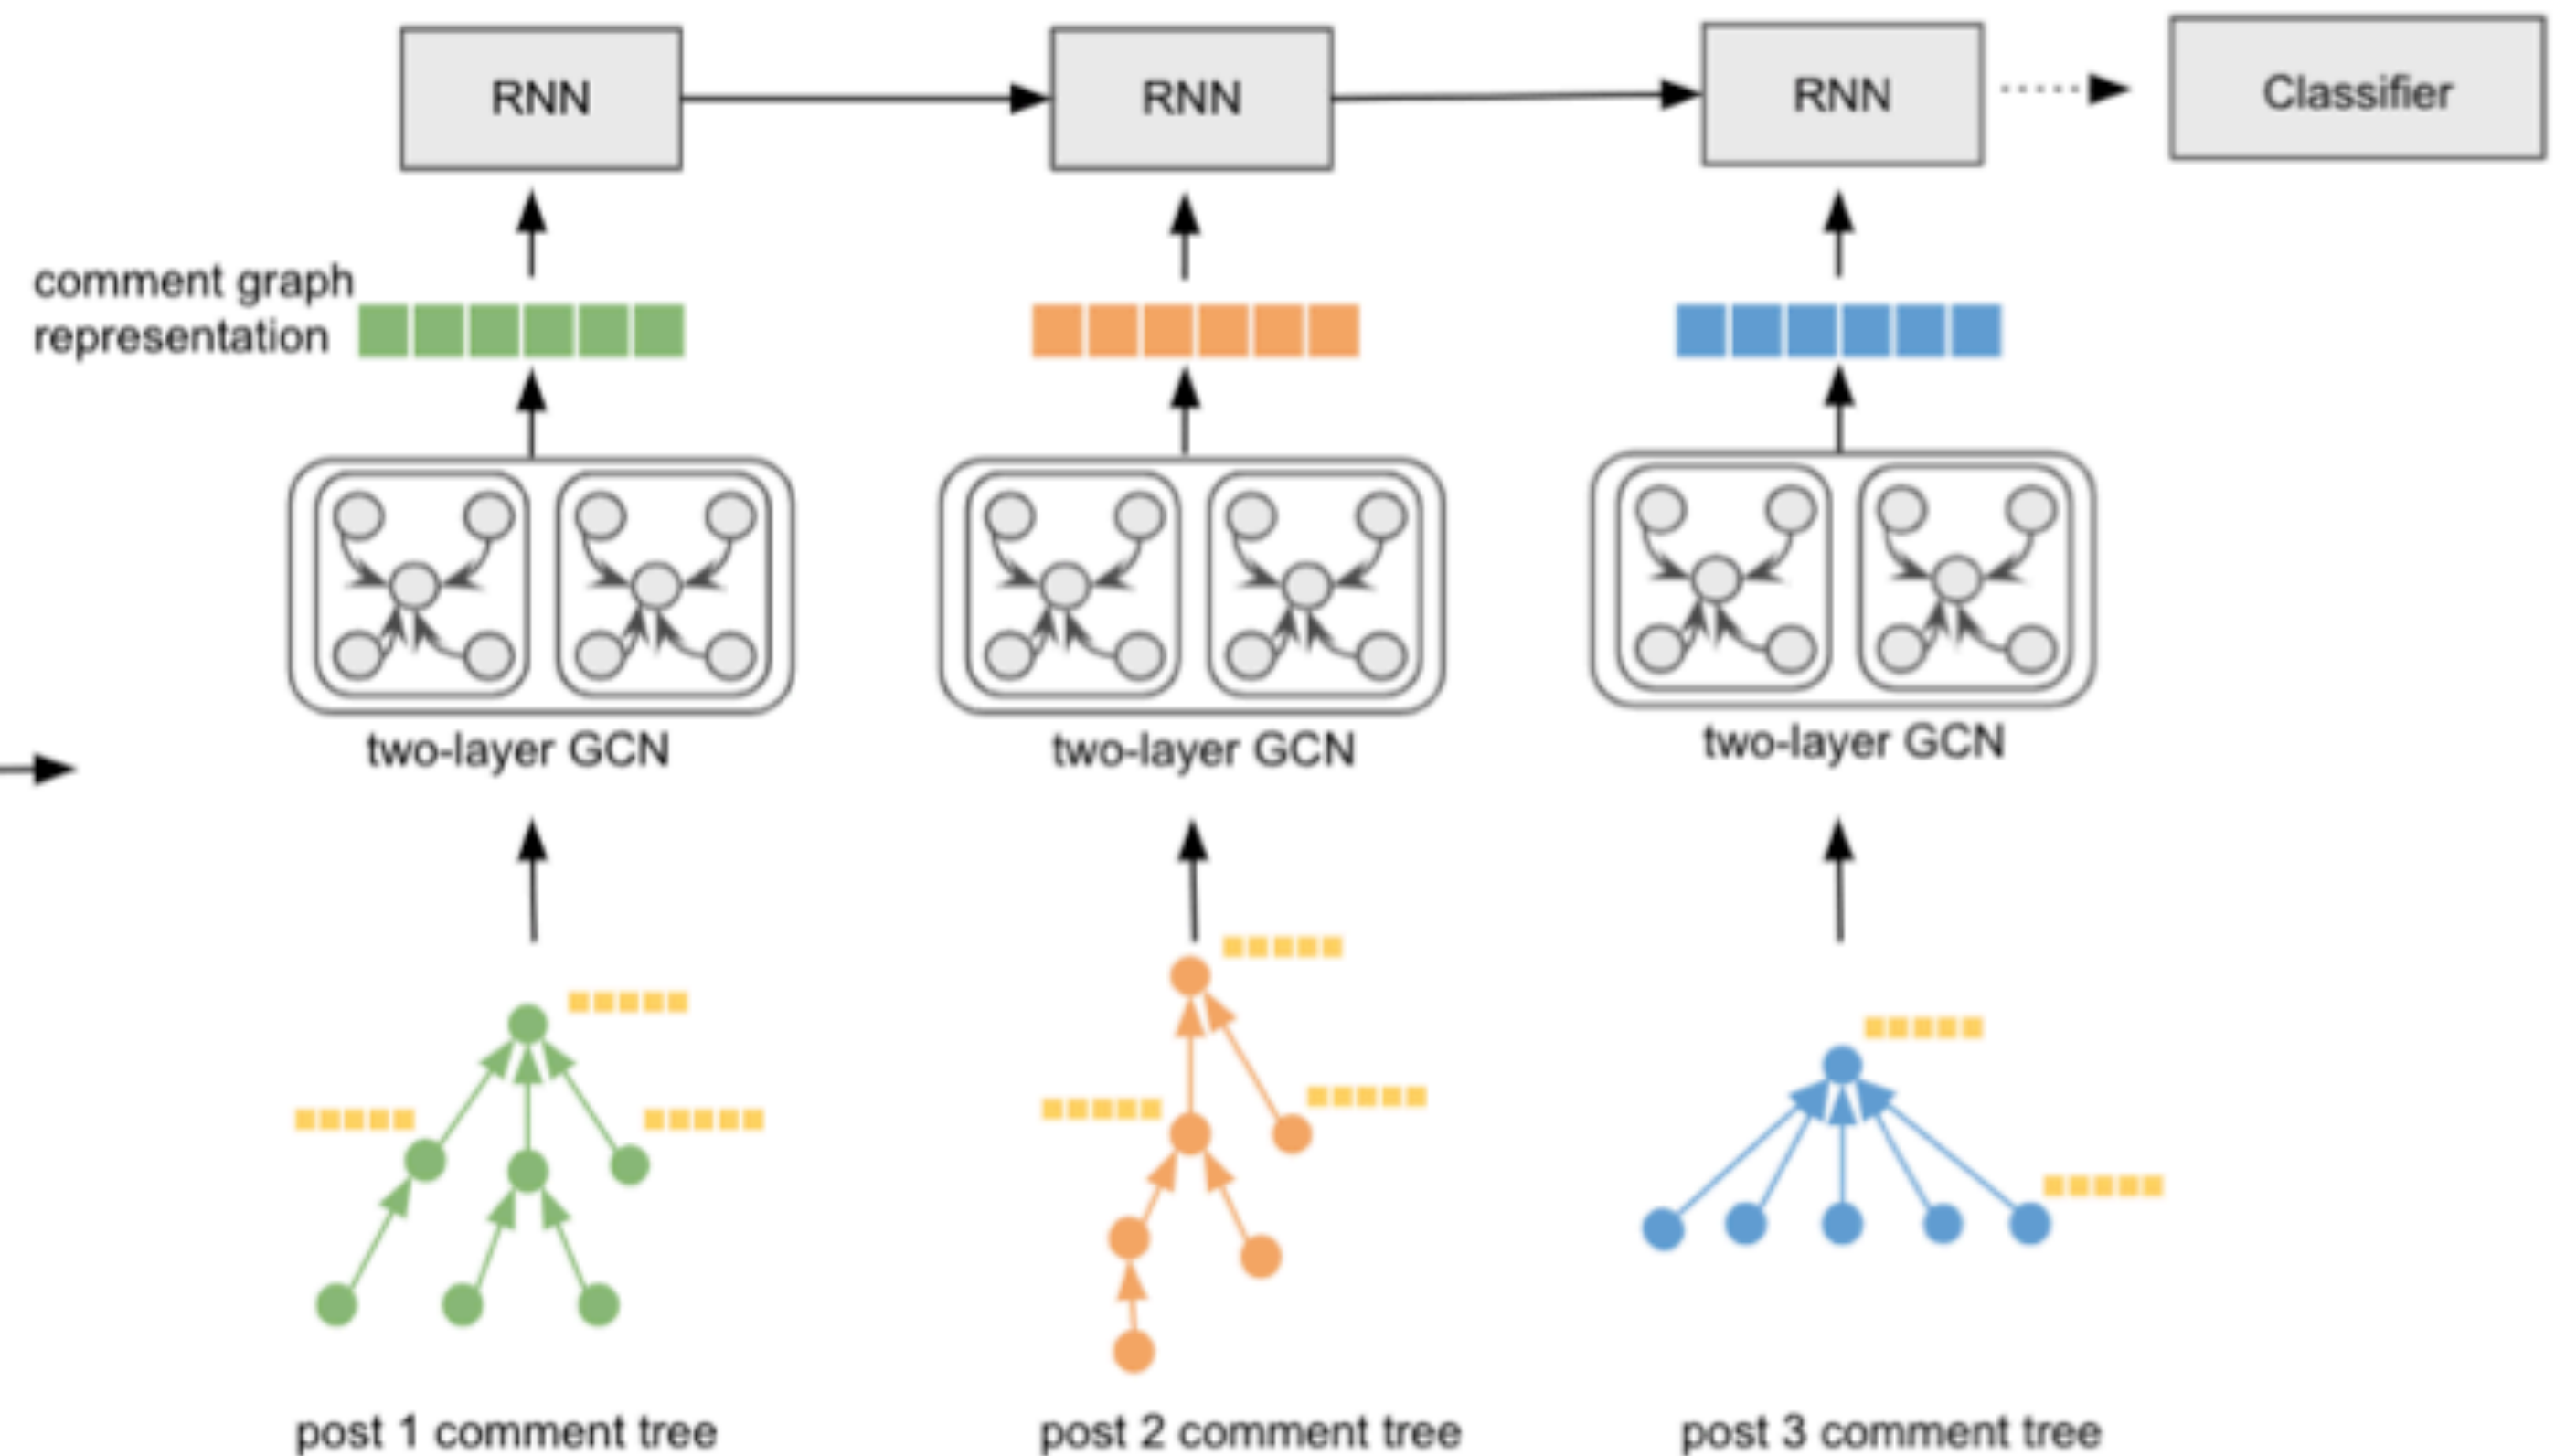 RNN
RNN
RNN
Classifier
comment graph
representation
two-layer GCN
two-layer GCN
two-layer GCN
post 1 comment tree
post 2 comment tree
post 3 comment tree